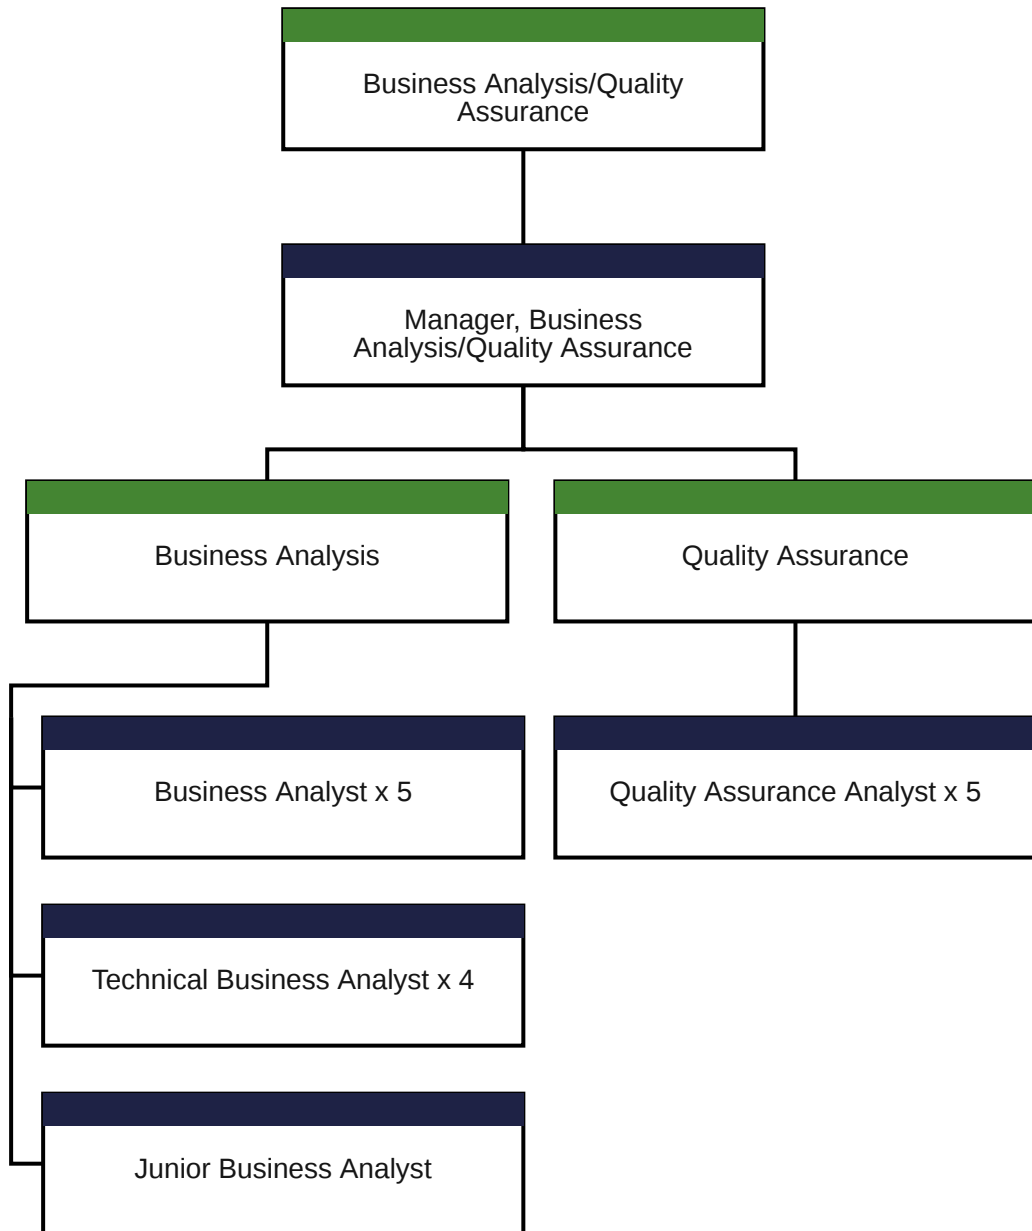 Business Analysis/Quality
Assurance
Manager, Business
Analysis/Quality Assurance
Business Analysis
Quality Assurance
Business Analyst x 5
Quality Assurance Analyst x 5
Technical Business Analyst x 4
Junior Business Analyst